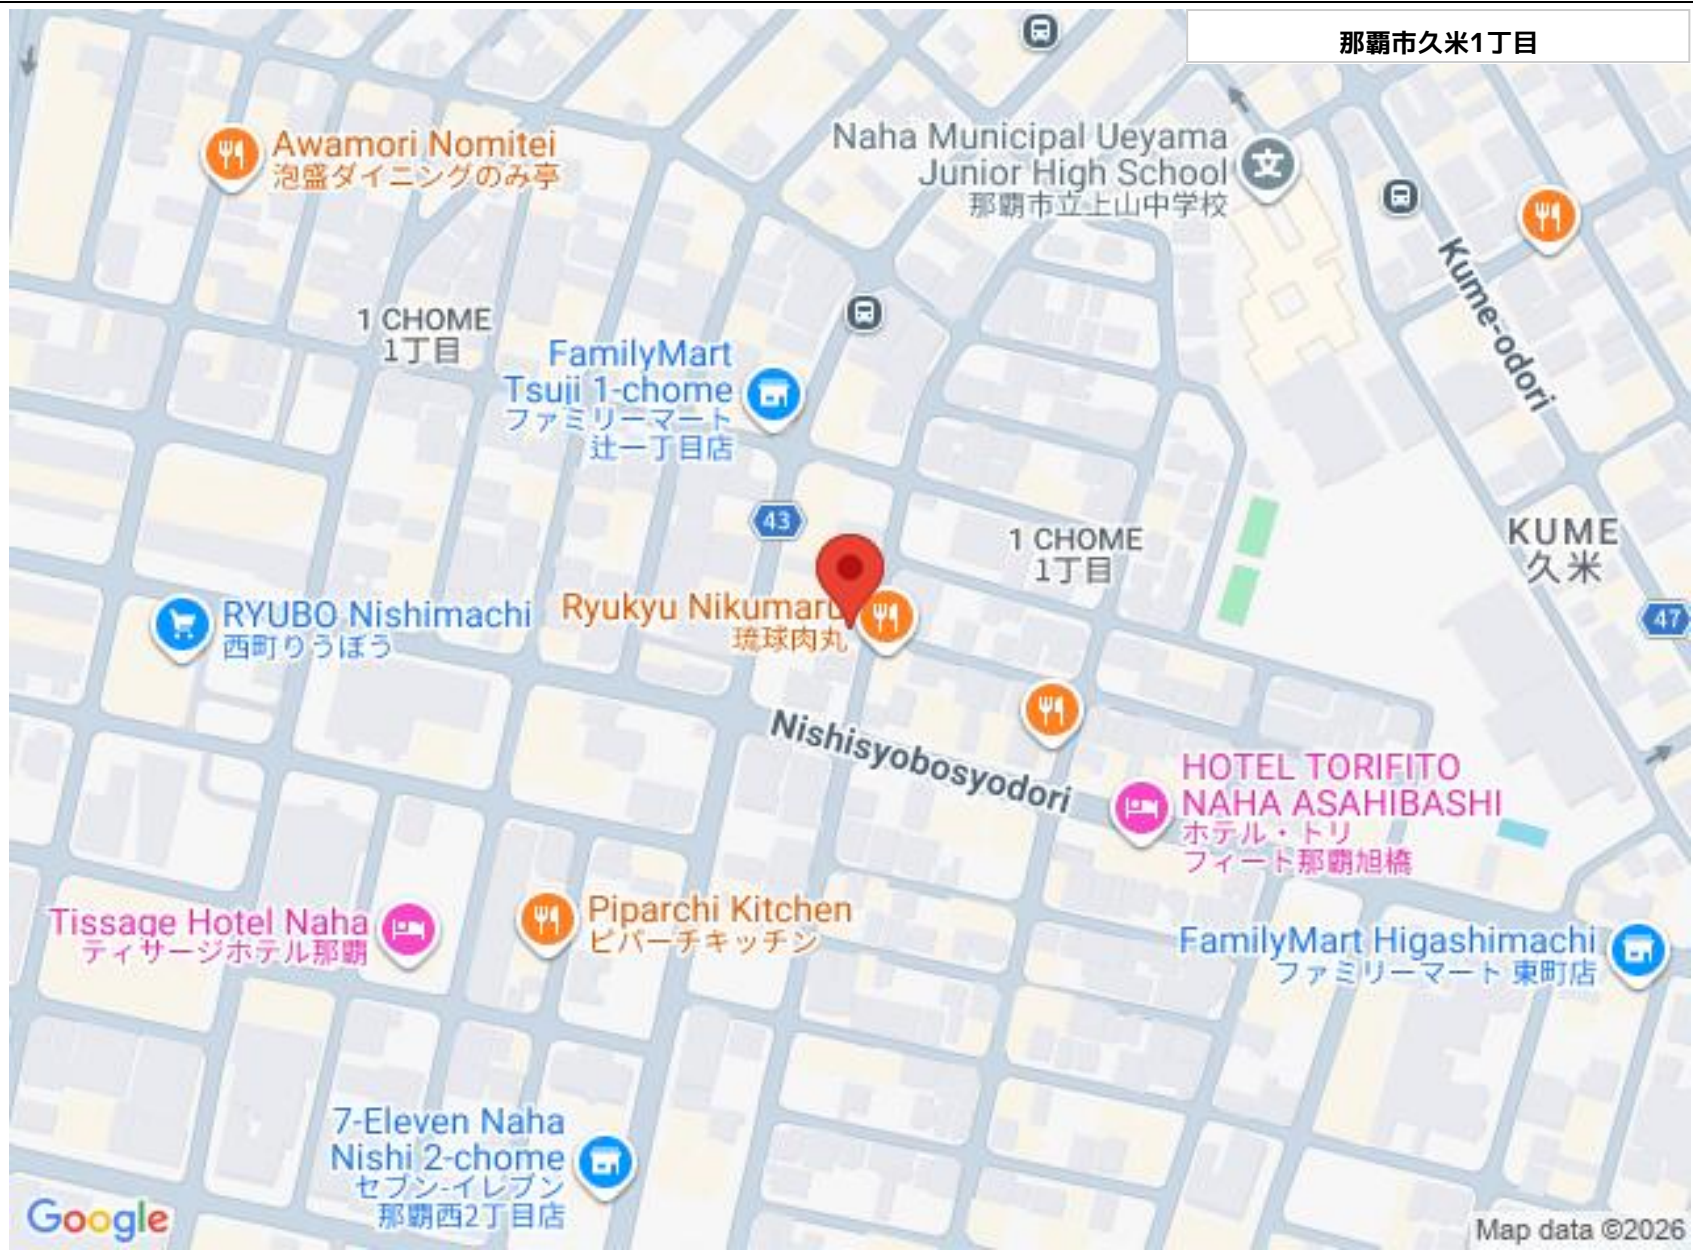 那覇市久米1丁目
Awamori Nomitei
泡盛ダイニングのみ亭
Naha Municipal Ueyama
Junior High School
那覇市立上山中学校
Kume-odori
1 CHOME
1丁目
FamilyMart
Tsuji 1-chome
ファミリーマート
辻一丁目店
43
1 CHOME
1丁目
KUME
久米
47
RYUBO Nishimachi
西町りうぼう
Ryukyu Nikumaru
琉球肉丸
Nishisyobosyodori
HOTEL TORIFITO
NAHA ASAHIBASHI
ホテル・トリ
フィート那覇旭橋
Tissage Hotel Naha
ティサージホテル那覇
Piparchi Kitchen
ピパーチキッチン
FamilyMart Higashimachi
ファミリーマート 東町店
7-Eleven Naha
Nishi 2-chome
セブン-イレブン
那覇西2丁目店
Google
Map data ©2026